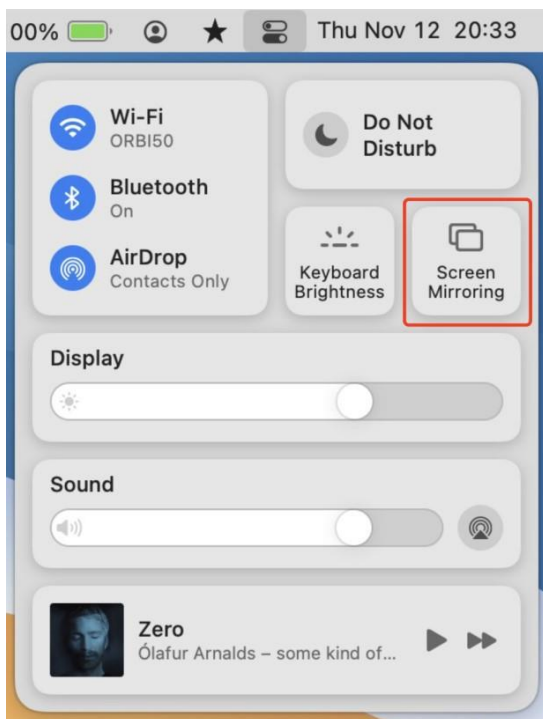 00% Thu Nov 12 20:33
Wi-Fi
ORBI50
Bluetooth
On
AirDrop
Contacts Only
Do Not
Disturb
Keyboard
Brightness
Screen
Mirroring
Display
Sound
Zero
Ólafur Arnalds – some kind of...